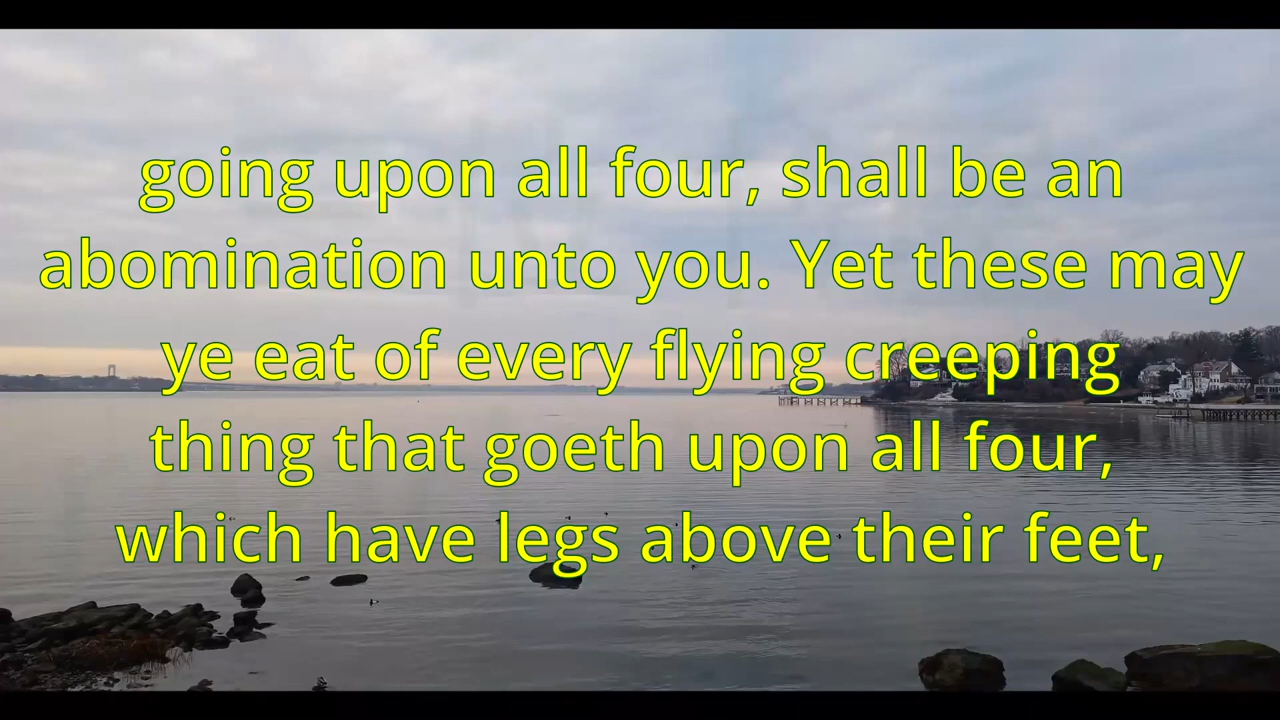 going upon all four, shall be an
abomination unto you. Yet these may
ye eat of every flying creeping
thing that goeth upon all four,
which have legs above their feet,